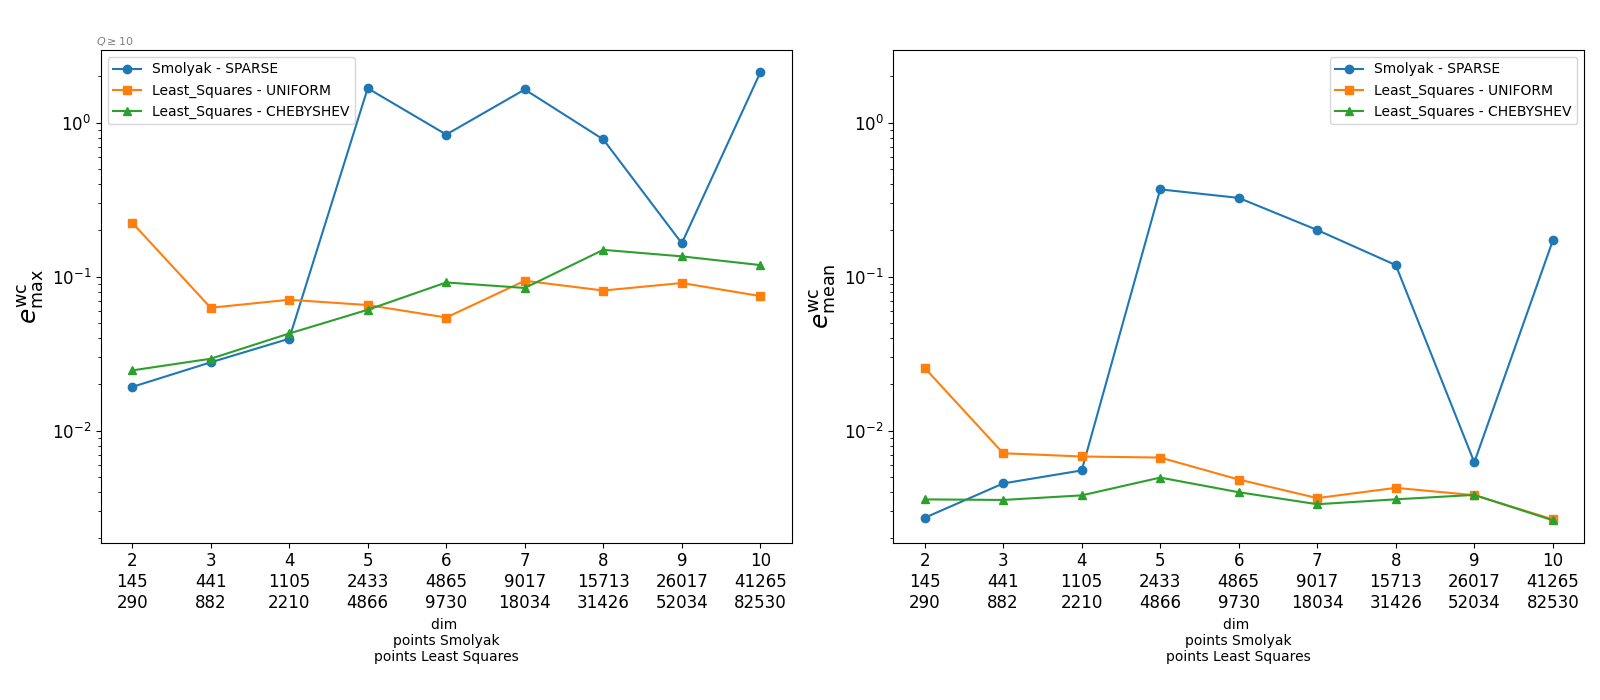 Q ≥ 10
Smolyak - SPARSE
Least_Squares - UNIFORM
Least_Squares - CHEBYSHEV
10⁰
10⁻¹
10⁻²
e^wc_max
2 3 4 5 6 7 8 9 10
145 441 1105 2433 4865 9017 15713 26017 41265
290 882 2210 4866 9730 18034 31426 52034 82530
dim
points Smolyak
points Least Squares
Smolyak - SPARSE
Least_Squares - UNIFORM
Least_Squares - CHEBYSHEV
10⁰
10⁻¹
10⁻²
e^wc_mean
2 3 4 5 6 7 8 9 10
145 441 1105 2433 4865 9017 15713 26017 41265
290 882 2210 4866 9730 18034 31426 52034 82530
dim
points Smolyak
points Least Squares